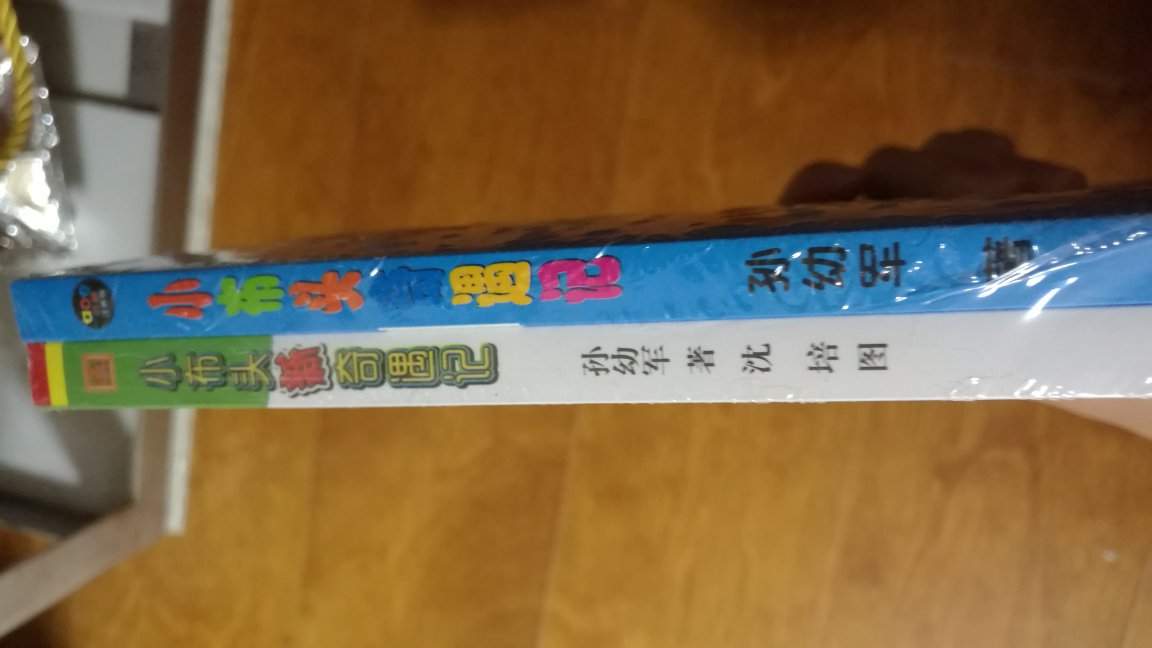 小布头奇遇记 孙幼军 著
小布头新奇遇记 孙幼军 著 沈培 图